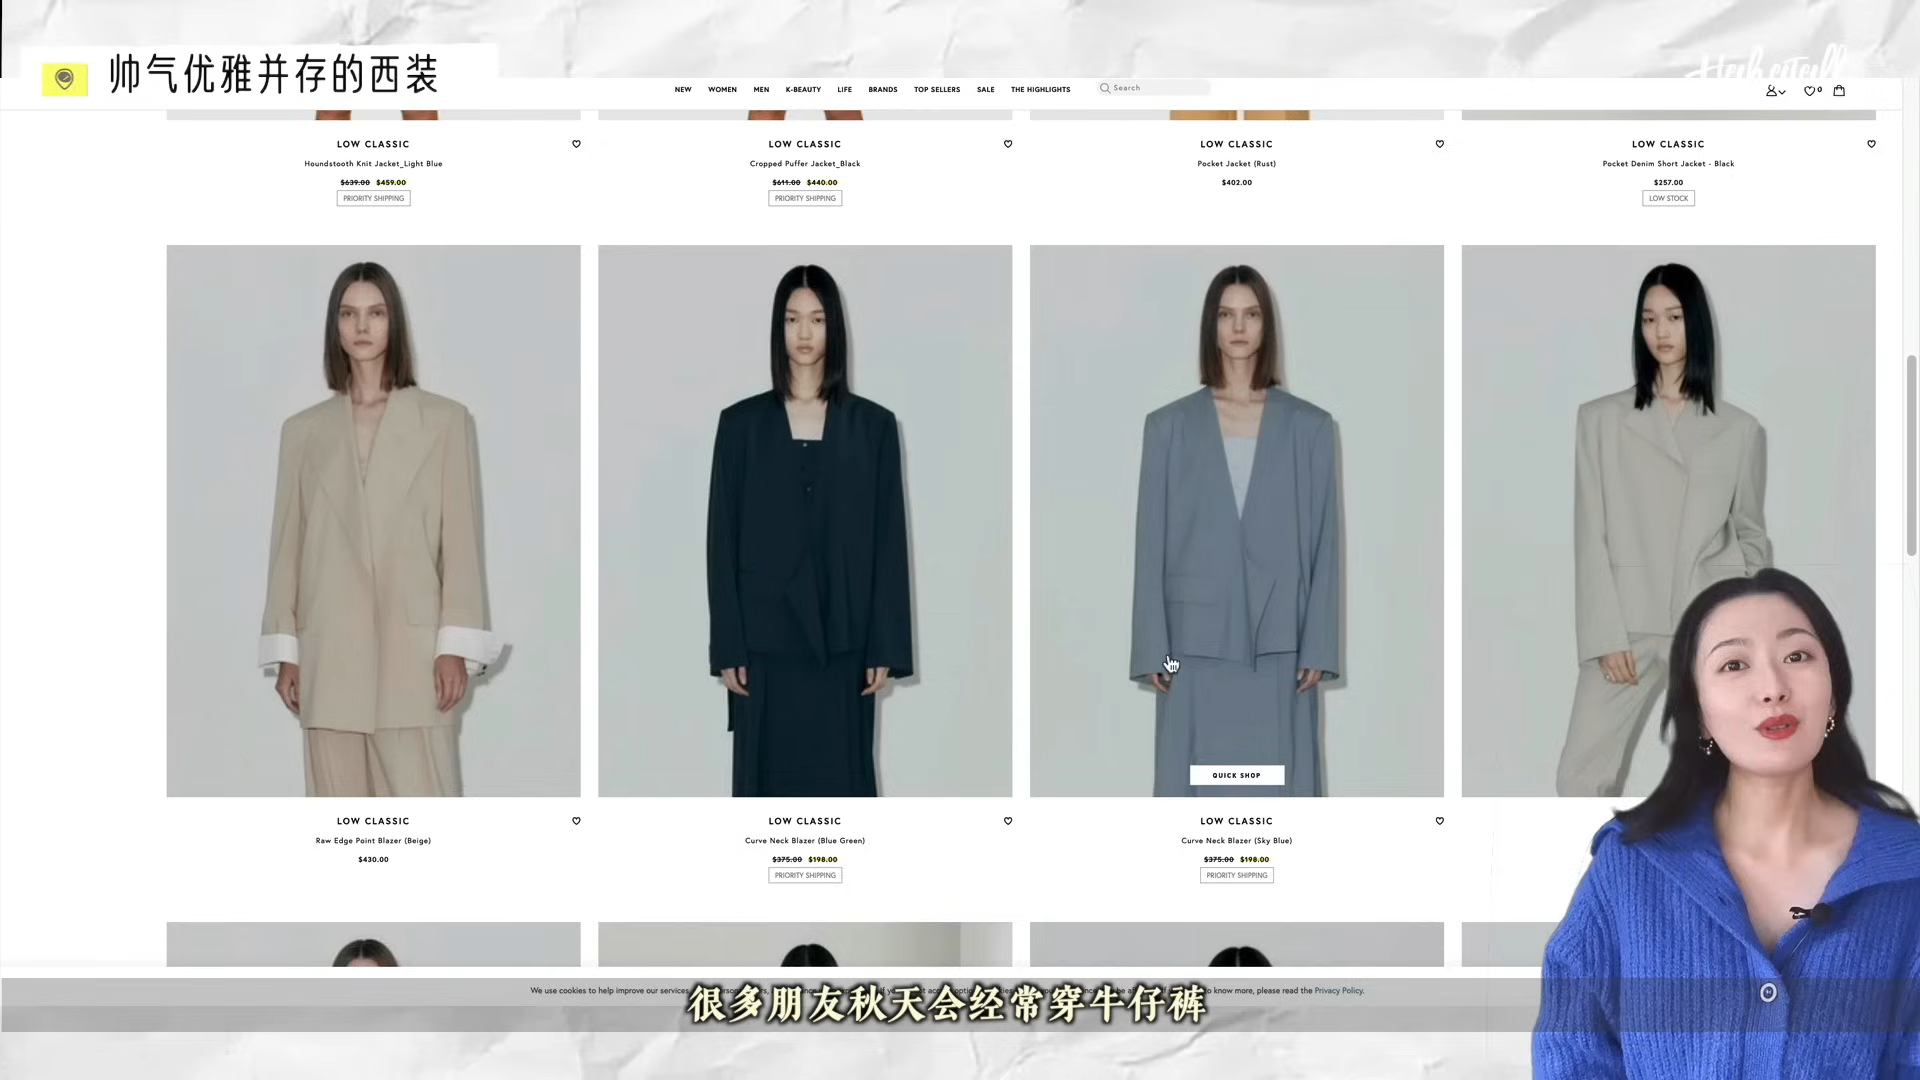 帅气优雅并存的西装
NEW WOMEN MEN K-BEAUTY LIFE BRANDS TOP SELLERS SALE THE HIGHLIGHTS Search
0
LOW CLASSIC
Houndstooth Knit Jacket_Light Blue
$639.00 $459.00
PRIORITY SHIPPING
LOW CLASSIC
Cropped Puffer Jacket_Black
$611.00 $440.00
PRIORITY SHIPPING
LOW CLASSIC
Pocket Jacket (Rust)
$402.00
LOW CLASSIC
Pocket Denim Short Jacket - Black
$257.00
LOW STOCK
QUICK SHOP
LOW CLASSIC
Raw Edge Point Blazer (Beige)
$430.00
LOW CLASSIC
Curve Neck Blazer (Blue Green)
$375.00 $198.00
PRIORITY SHIPPING
LOW CLASSIC
Curve Neck Blazer (Sky Blue)
$375.00 $198.00
PRIORITY SHIPPING
We use cookies to help improve our services, to know more, please read the Privacy Policy.
很多朋友秋天会经常穿牛仔裤